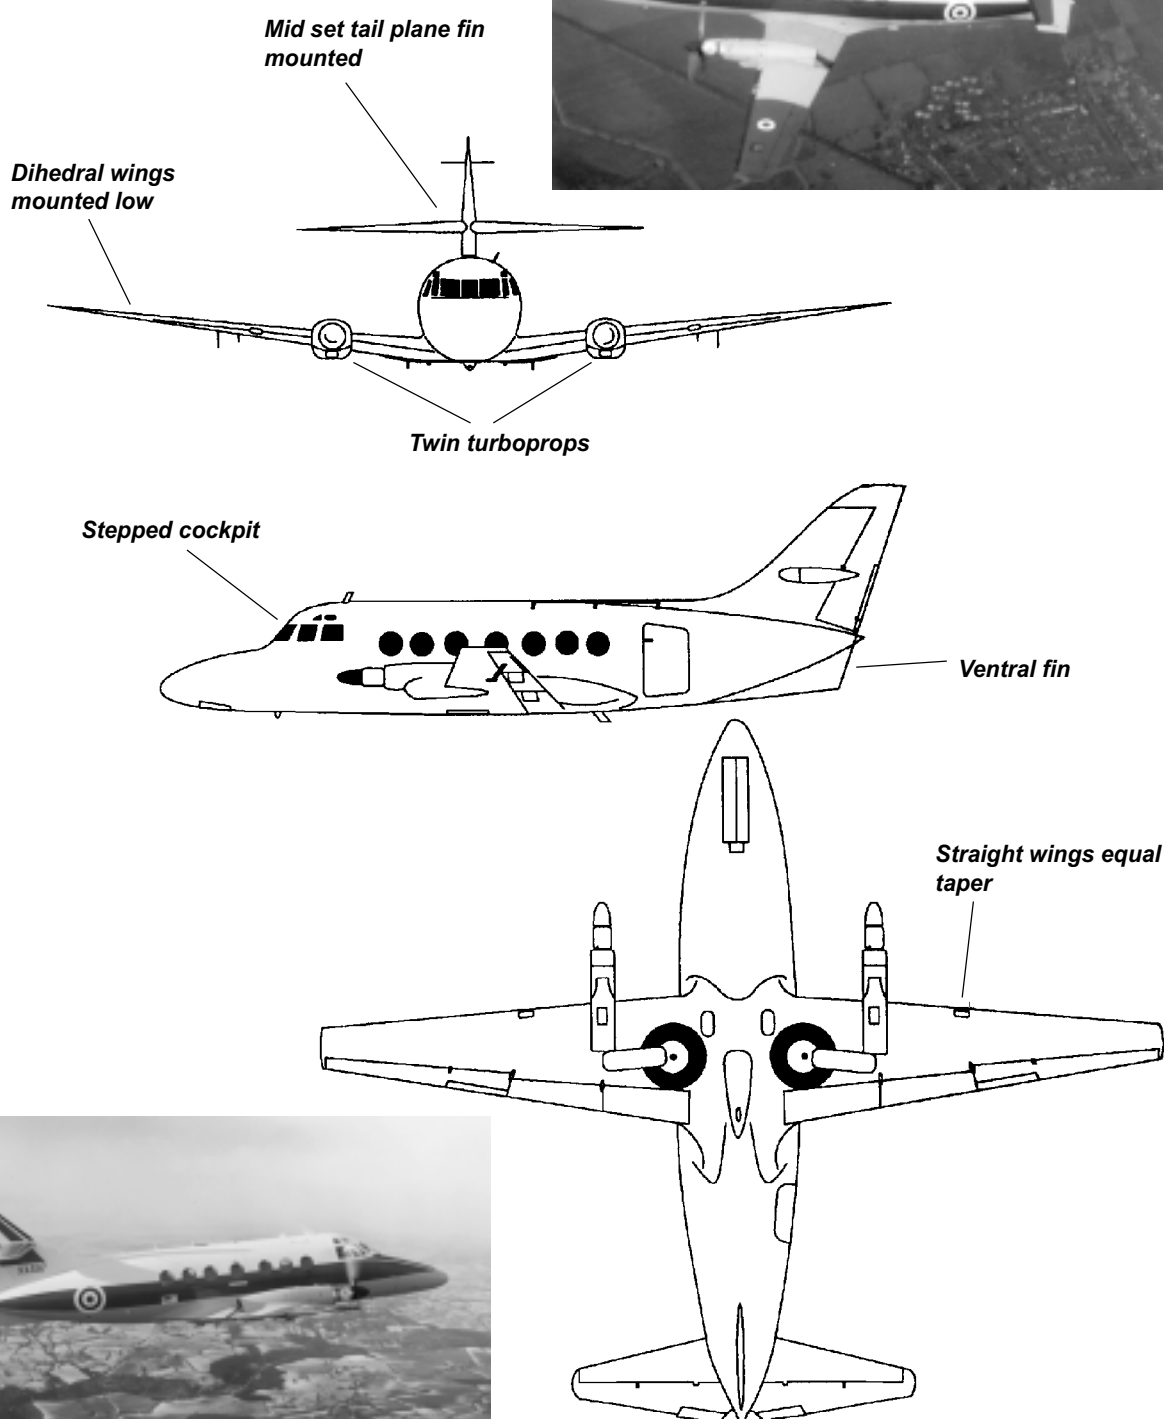 Mid set tail plane fin
mounted
Dihedral wings
mounted low
Twin turboprops
Stepped cockpit
Ventral fin
Straight wings equal
taper